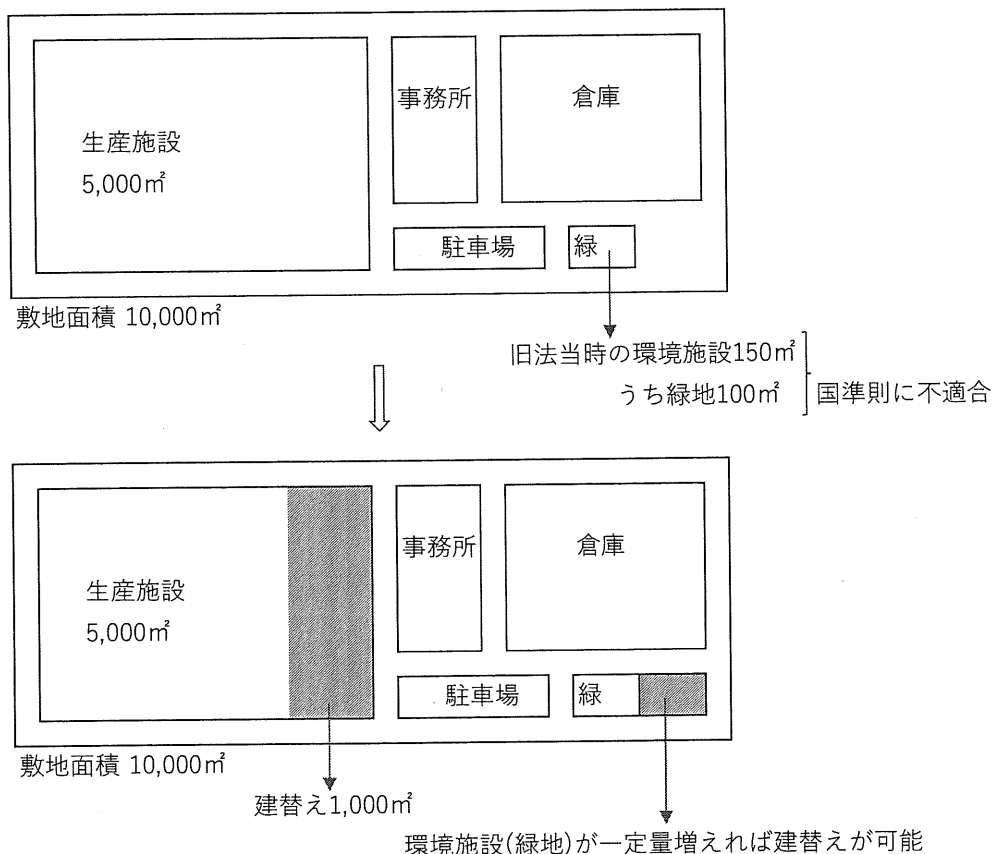 生産施設
5,000㎡
事務所
倉庫
駐車場
緑
敷地面積 10,000㎡
旧法当時の環境施設150㎡
うち緑地100㎡
国準則に不適合
生産施設
5,000㎡
事務所
倉庫
駐車場
緑
敷地面積 10,000㎡
建替え1,000㎡
環境施設(緑地)が一定量増えれば建替えが可能